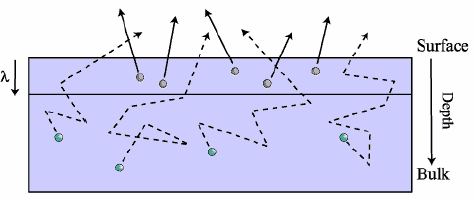 Surface
λ
Depth
Bulk